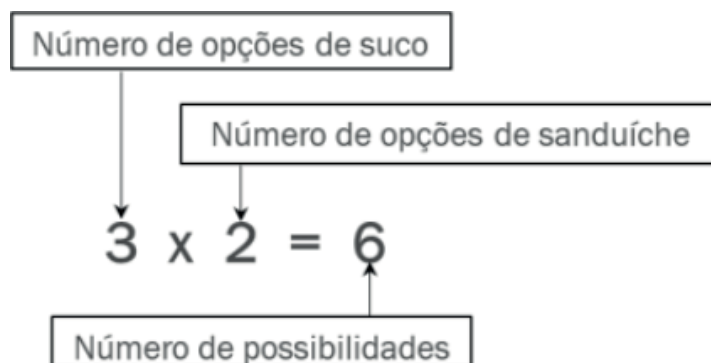 Número de opções de suco
Número de opções de sanduíche
3 x 2 = 6
Número de possibilidades